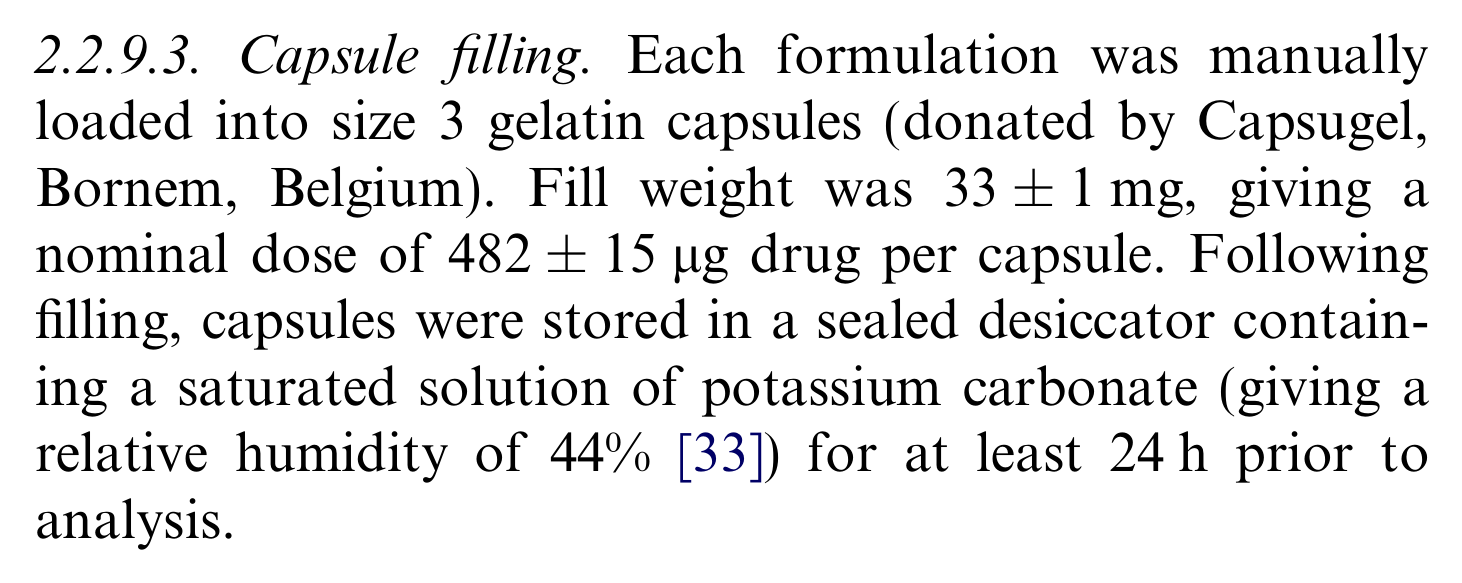 2.2.9.3. Capsule filling. Each formulation was manually
loaded into size 3 gelatin capsules (donated by Capsugel,
Bornem, Belgium). Fill weight was 33 ± 1 mg, giving a
nominal dose of 482 ± 15 μg drug per capsule. Following
filling, capsules were stored in a sealed desiccator contain-
ing a saturated solution of potassium carbonate (giving a
relative humidity of 44% [33]) for at least 24 h prior to
analysis.